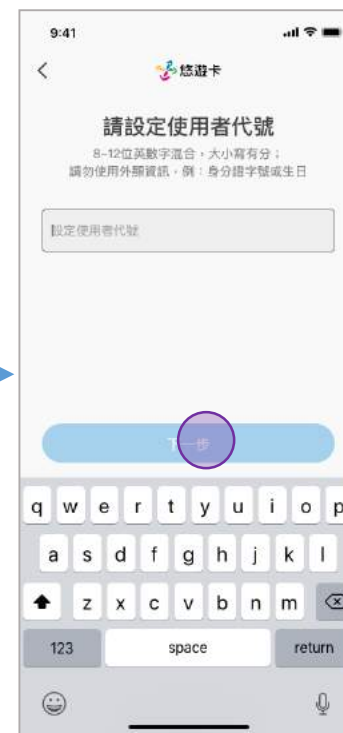 9:41
悠遊卡
請設定使用者代號
8-12位英數字混合，大小寫有分；
請勿使用外顯資訊，例：身分證字號或生日
設定使用者代號
下一步
q w e r t y u i o p
a s d f g h j k l
z x c v b n m
123 space return